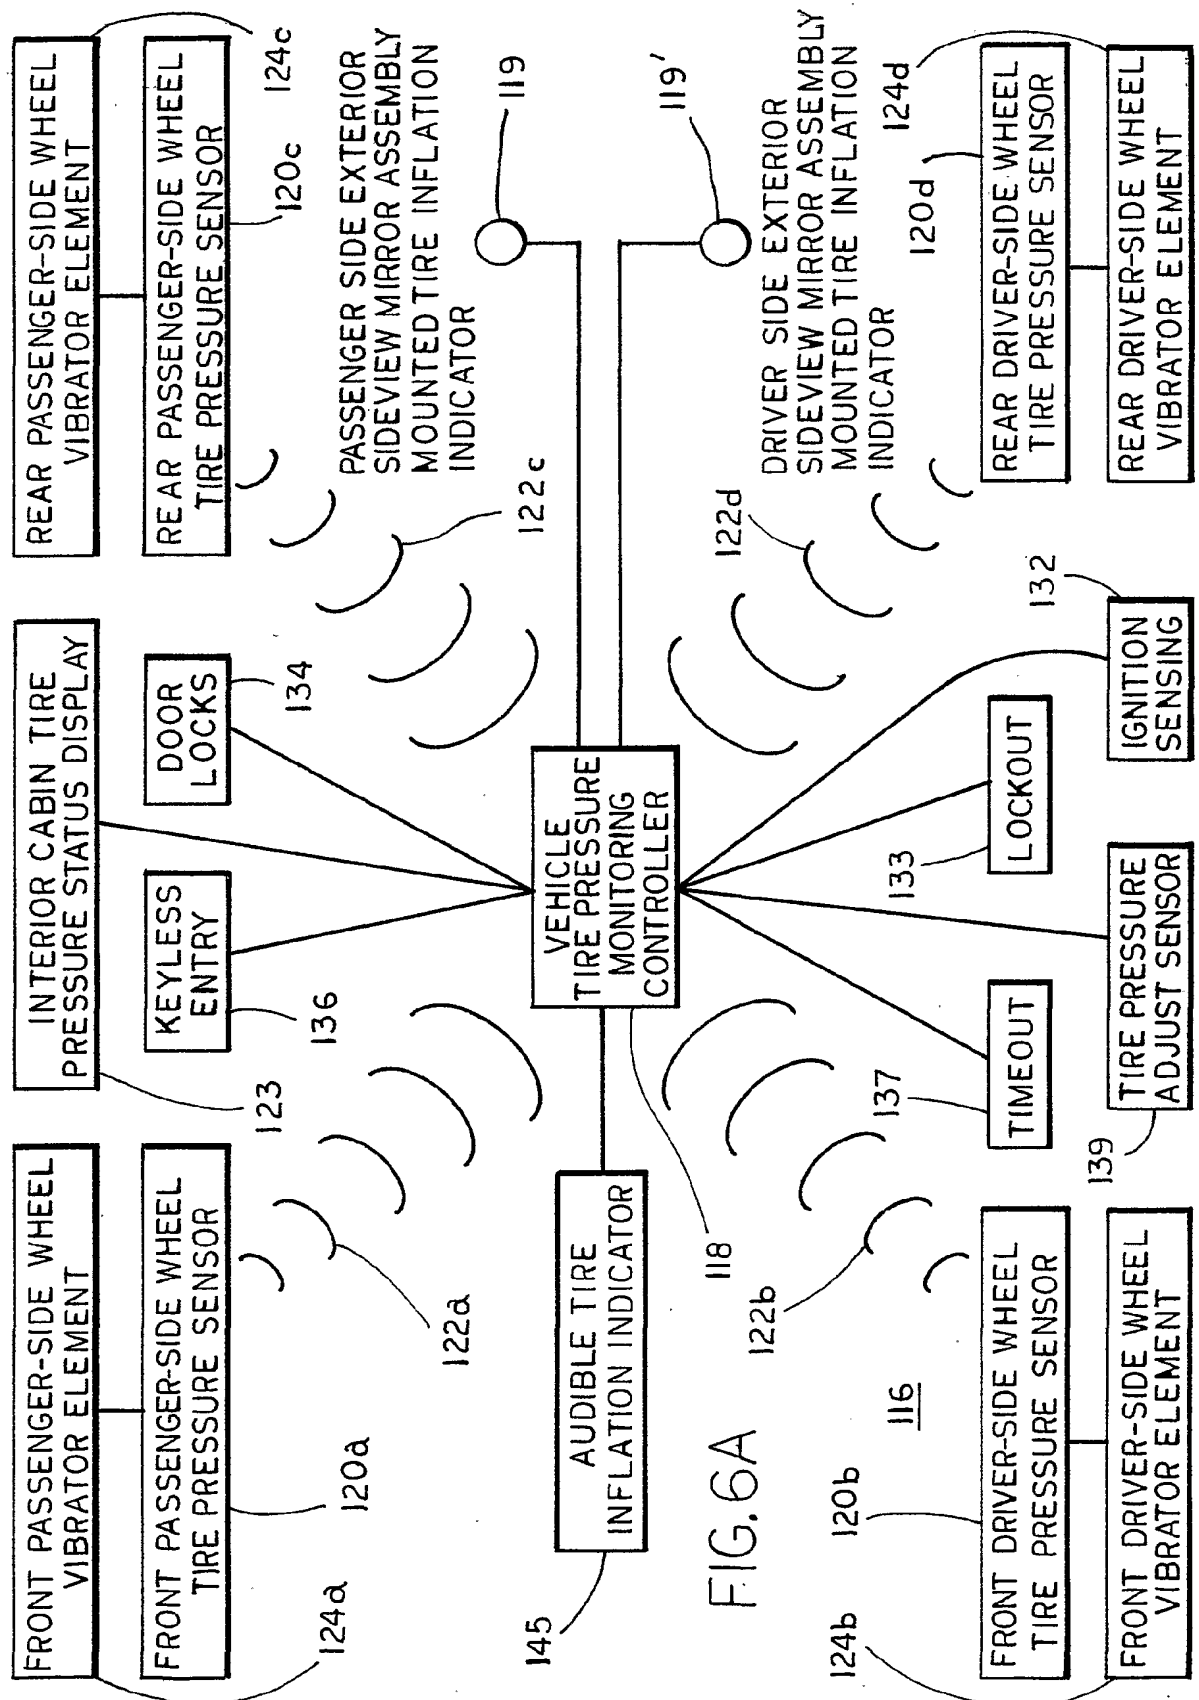 FRONT PASSENGER-SIDE WHEEL
VIBRATOR ELEMENT
FRONT PASSENGER-SIDE WHEEL
TIRE PRESSURE SENSOR
124a
120a
122a
INTERIOR CABIN TIRE
PRESSURE STATUS DISPLAY
123
KEYLESS
ENTRY
136
DOOR
LOCKS
134
REAR PASSENGER-SIDE WHEEL
VIBRATOR ELEMENT
REAR PASSENGER-SIDE WHEEL
TIRE PRESSURE SENSOR
124c
120c
122c
PASSENGER SIDE EXTERIOR
SIDEVIEW MIRROR ASSEMBLY
MOUNTED TIRE INFLATION
INDICATOR
119
145
AUDIBLE TIRE
INFLATION INDICATOR
118
VEHICLE
TIRE PRESSURE
MONITORING
CONTROLLER
119'
DRIVER SIDE EXTERIOR
SIDEVIEW MIRROR ASSEMBLY
MOUNTED TIRE INFLATION
INDICATOR
FIG. 6A
116
122b
120b
124b
FRONT DRIVER-SIDE WHEEL
TIRE PRESSURE SENSOR
FRONT DRIVER-SIDE WHEEL
VIBRATOR ELEMENT
137
TIMEOUT
139
TIRE PRESSURE
ADJUST SENSOR
133
LOCKOUT
132
IGNITION
SENSING
122d
120d
124d
REAR DRIVER-SIDE WHEEL
TIRE PRESSURE SENSOR
REAR DRIVER-SIDE WHEEL
VIBRATOR ELEMENT